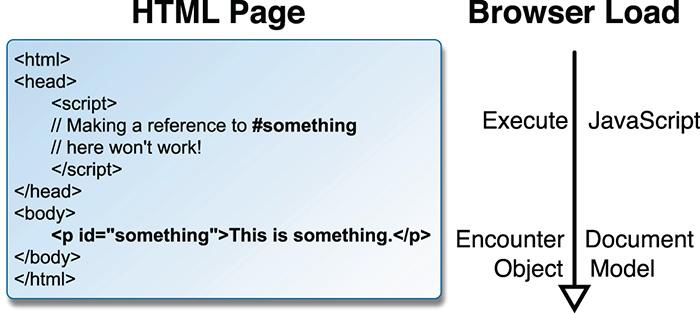 HTML Page
<html>
<head>
<script>
// Making a reference to #something
// here won't work!
</script>
</head>
<body>
<p id="something">This is something.</p>
</body>
</html>
Browser Load
Execute JavaScript
Encounter Document
Object Model